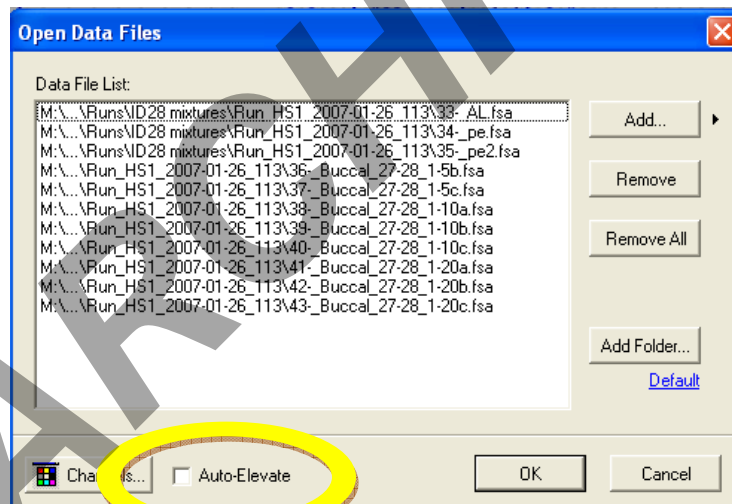 Open Data Files
Data File List:
M:\...\Runs\ID28 mixtures\Run_HS1_2007-01-26_113\33-_AL.fsa
M:\...\Runs\ID28 mixtures\Run_HS1_2007-01-26_113\34-_pe.fsa
M:\...\Runs\ID28 mixtures\Run_HS1_2007-01-26_113\35-_pe2.fsa
M:\...\Run_HS1_2007-01-26_113\36-_Buccal_27-28_1-5b.fsa
M:\...\Run_HS1_2007-01-26_113\37-_Buccal_27-28_1-5c.fsa
M:\...\Run_HS1_2007-01-26_113\38-_Buccal_27-28_1-10a.fsa
M:\...\Run_HS1_2007-01-26_113\39-_Buccal_27-28_1-10b.fsa
M:\...\Run_HS1_2007-01-26_113\40-_Buccal_27-28_1-10c.fsa
M:\...\Run_HS1_2007-01-26_113\41-_Buccal_27-28_1-20a.fsa
M:\...\Run_HS1_2007-01-26_113\42-_Buccal_27-28_1-20b.fsa
M:\...\Run_HS1_2007-01-26_113\43-_Buccal_27-28_1-20c.fsa
Add...
Remove
Remove All
Add Folder...
Default
Auto-Elevate
OK
Cancel